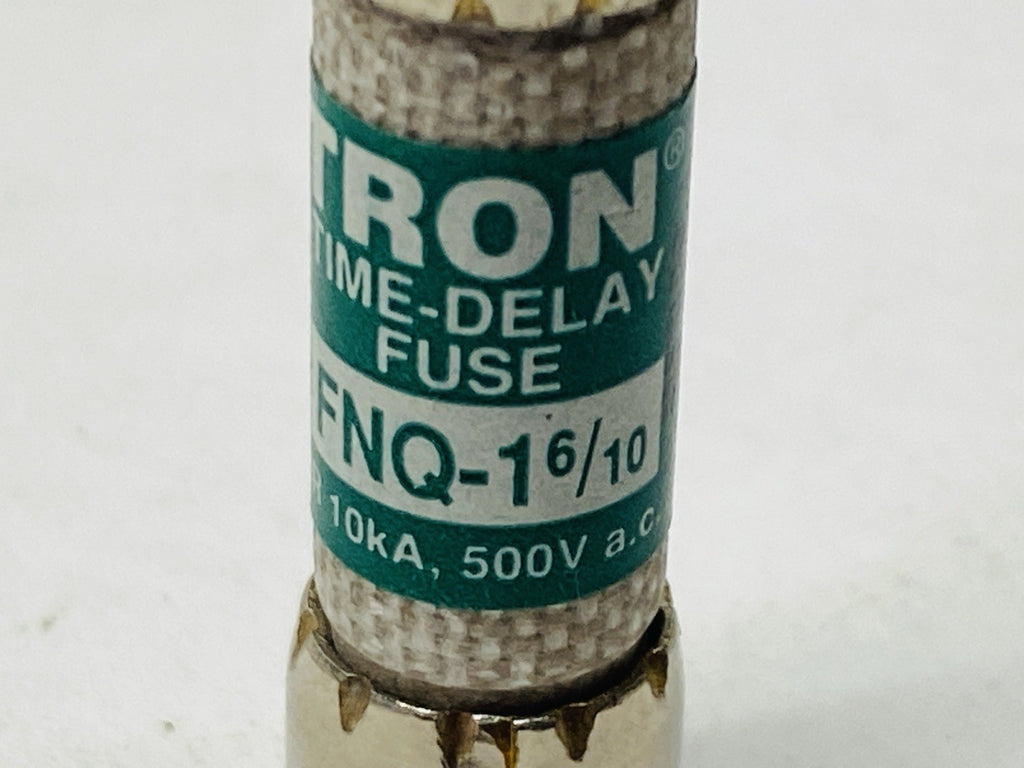 TRON®
TIME-DELAY
FUSE
FNQ-1 6/10
R 10kA, 500V a.c.